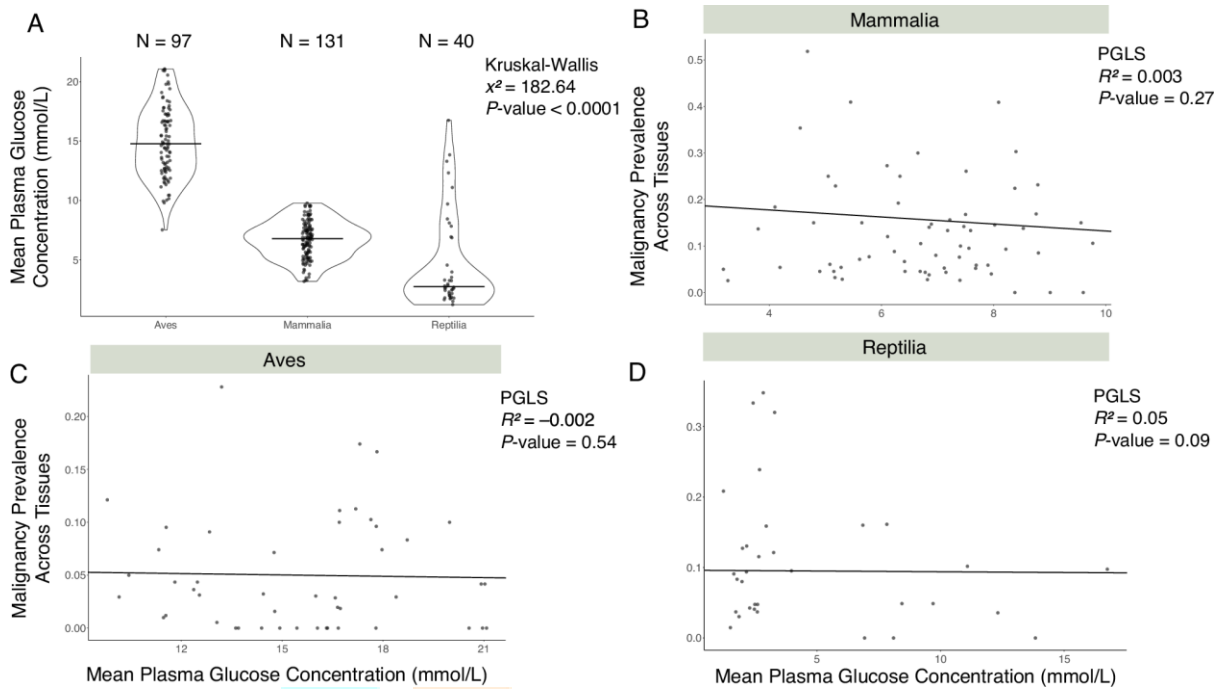 A
N = 97
N = 131
N = 40
Kruskal-Wallis
x² = 182.64
P-value < 0.0001
Mean Plasma Glucose
Concentration (mmol/L)
20
15
10
5
Aves
Mammalia
Reptilia
B
Mammalia
PGLS
R² = 0.003
P-value = 0.27
Malignancy Prevalence
Across Tissues
0.5
0.4
0.3
0.2
0.1
0.0
4
6
8
10
C
Aves
PGLS
R² = –0.002
P-value = 0.54
Malignancy Prevalence
Across Tissues
0.20
0.15
0.10
0.05
0.00
12
15
18
21
Mean Plasma Glucose Concentration (mmol/L)
D
Reptilia
PGLS
R² = 0.05
P-value = 0.09
0.3
0.2
0.1
0.0
5
10
15
Mean Plasma Glucose Concentration (mmol/L)